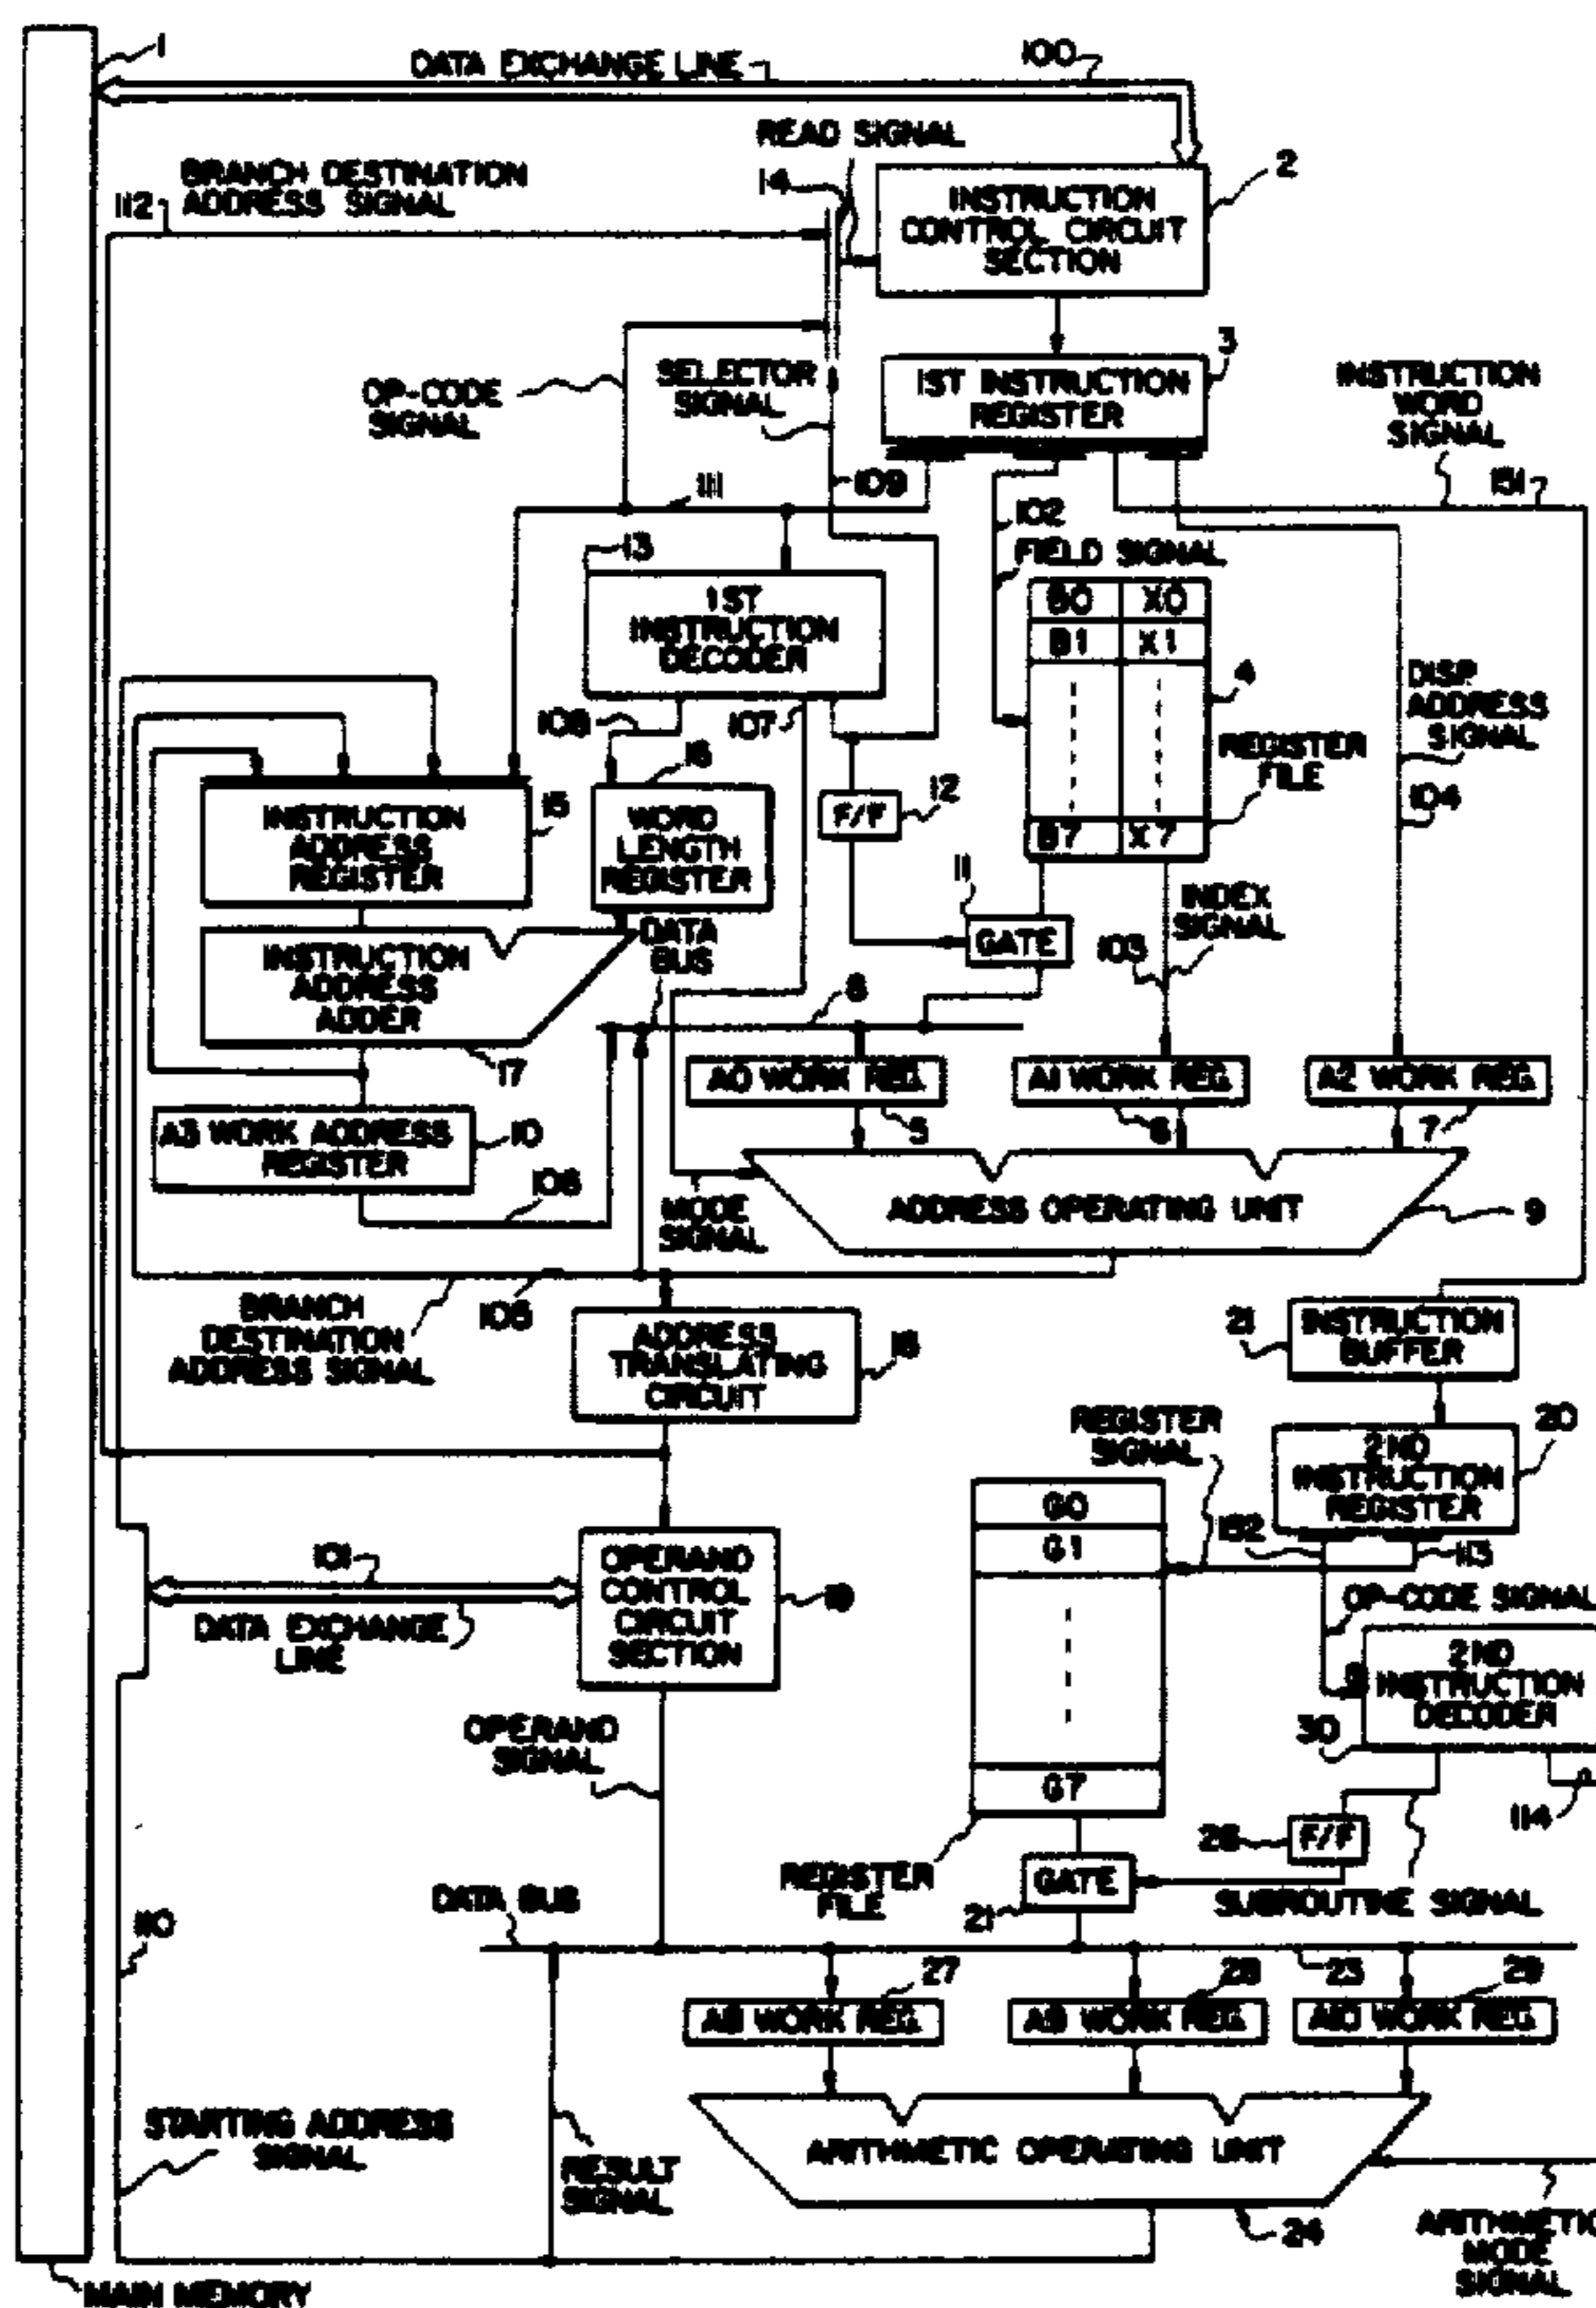 1
DATA EXCHANGE LINE
100
READ SIGNAL
14
2
BRANCH DESTINATION
ADDRESS SIGNAL
112
INSTRUCTION
CONTROL CIRCUIT
SECTION
3
OP-CODE
SIGNAL
SELECTOR
SIGNAL
1ST INSTRUCTION
REGISTER
INSTRUCTION
WORD
SIGNAL
109
111
151
102
13
FIELD SIGNAL
1ST
INSTRUCTION
DECODER
B0 X0
B1 X1
B7 X7
4
DISP.
ADDRESS
SIGNAL
107
REGISTER
FILE
104
16
12
15
INSTRUCTION
ADDRESS
REGISTER
WORD
LENGTH
REGISTER
F/F
11
INDEX
SIGNAL
103
GATE
DATA
BUS
INSTRUCTION
ADDRESS
ADDER
8
17
A0 WORK REG.
A1 WORK REG.
A2 WORK REG.
5
6
7
A3 WORK ADDRESS
REGISTER
10
MODE
SIGNAL
ADDRESS OPERATING UNIT
9
BRANCH
DESTINATION
ADDRESS SIGNAL
ADDRESS
TRANSLATING
CIRCUIT
21
INSTRUCTION
BUFFER
REGISTER
SIGNAL
2ND
INSTRUCTION
REGISTER
20
G0
G1
G7
152
113
101
DATA EXCHANGE
LINE
OPERAND
CONTROL
CIRCUIT
SECTION
19
OP-CODE SIGNAL
2ND
INSTRUCTION
DECODER
30
114
OPERAND
SIGNAL
F/F
26
REGISTER
FILE
GATE
21
SUBROUTINE SIGNAL
DATA BUS
110
23
27
28
29
A8 WORK REG.
A9 WORK REG.
A10 WORK REG.
STARTING ADDRESS
SIGNAL
RESULT
SIGNAL
ARITHMETIC OPERATING UNIT
24
ARITHMETIC
MODE
SIGNAL
MAIN MEMORY